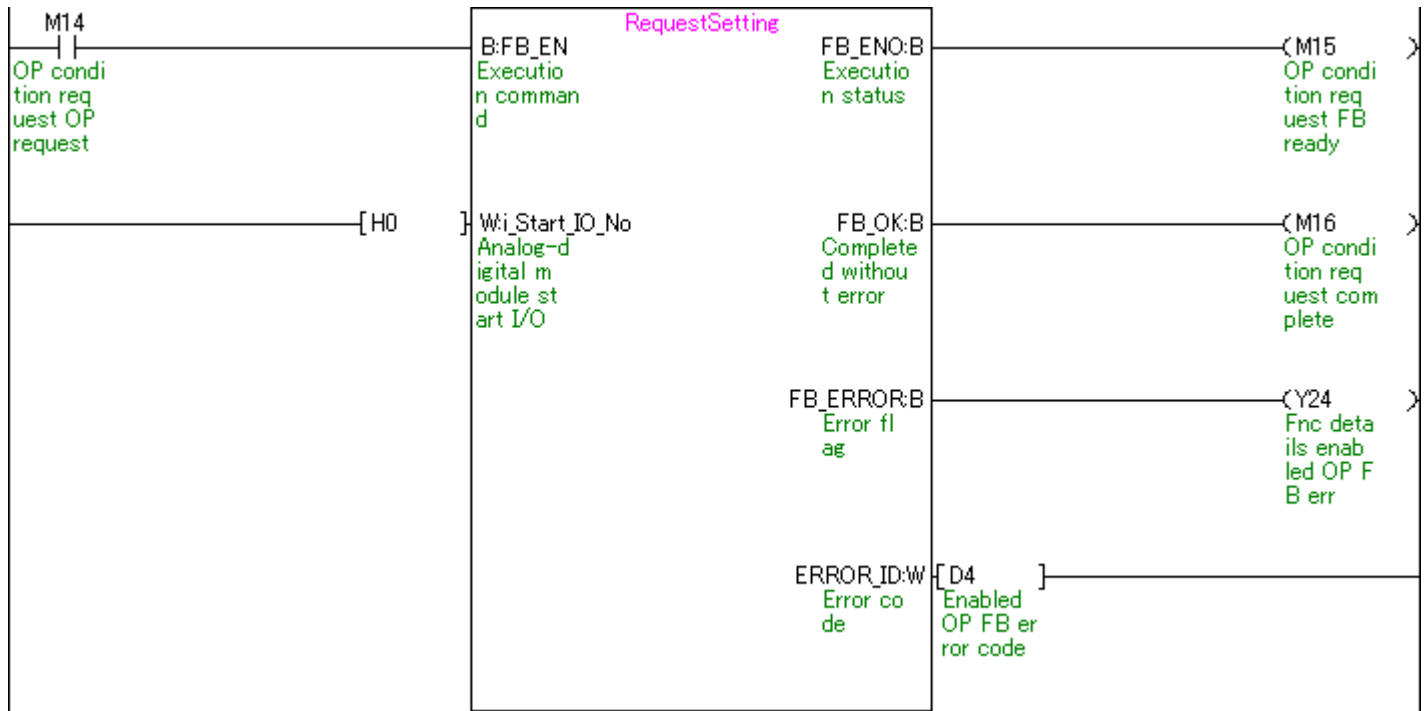 M14
OP condi
tion req
uest OP
request
RequestSetting
B:FB_EN
Executio
n comman
d
FB_ENO:B
Executio
n status
M15
OP condi
tion req
uest FB
ready
H0
W:i_Start_IO_No
Analog-d
igital m
odule st
art I/O
FB_OK:B
Complete
d withou
t error
M16
OP condi
tion req
uest com
plete
FB_ERROR:B
Error fl
ag
Y24
Fnc deta
ils enab
led OP F
B err
ERROR_ID:W
Error co
de
D4
Enabled
OP FB er
ror code